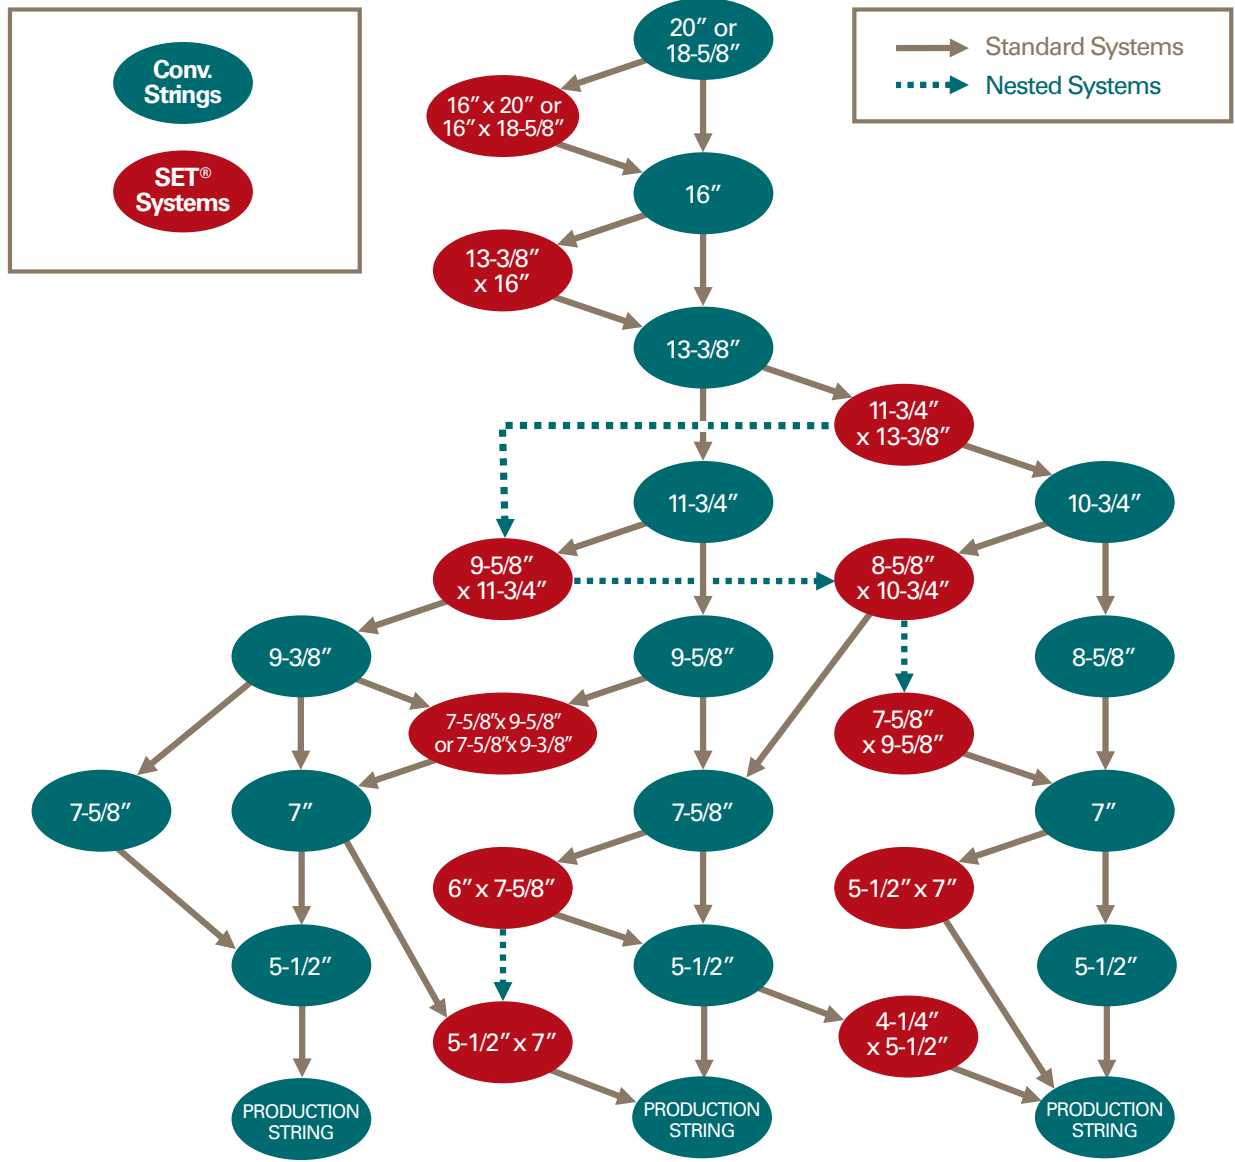 Conv.
Strings
SET®
Systems
Standard Systems
Nested Systems
20″ or
18-5/8″
16″ x 20″ or
16″ x 18-5/8″
16″
13-3/8″
x 16″
13-3/8″
11-3/4″
x 13-3/8″
11-3/4″
10-3/4″
9-5/8″
x 11-3/4″
8-5/8″
x 10-3/4″
9-3/8″
9-5/8″
8-5/8″
7-5/8″x 9-5/8″
or 7-5/8″x 9-3/8″
7-5/8″
x 9-5/8″
7-5/8″
7″
7-5/8″
7″
6″ x 7-5/8″
5-1/2″ x 7″
5-1/2″
5-1/2″
5-1/2″
5-1/2″ x 7″
4-1/4″
x 5-1/2″
PRODUCTION
STRING
PRODUCTION
STRING
PRODUCTION
STRING